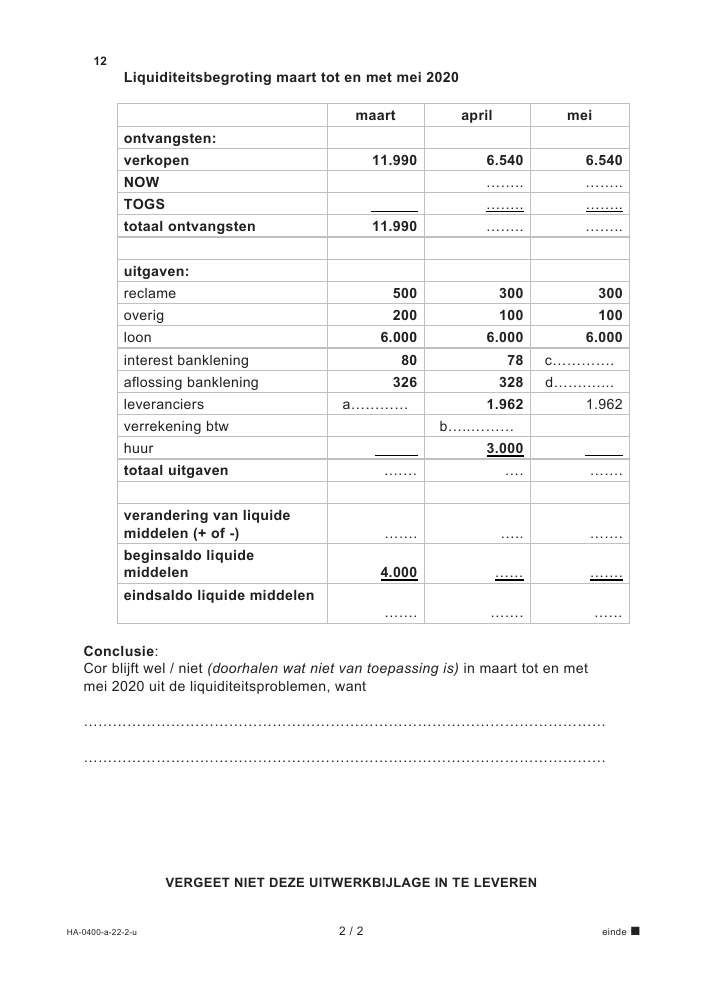 12
Liquiditeitsbegroting maart tot en met mei 2020
maart april mei
ontvangsten:
verkopen 11.990 6.540 6.540
NOW …….. ……..
TOGS ______ …….. ……..
totaal ontvangsten 11.990 …….. ……..
uitgaven:
reclame 500 300 300
overig 200 100 100
loon 6.000 6.000 6.000
interest banklening 80 78 c………….
aflossing banklening 326 328 d…………..
leveranciers a………… 1.962 1.962
verrekening btw b…..………
huur ______ 3.000 _____
totaal uitgaven ……. …. …….
verandering van liquide
middelen (+ of -) ……. ….. …….
beginsaldo liquide
middelen 4.000 …... …….
eindsaldo liquide middelen
……. ……. ……
Conclusie:
Cor blijft wel / niet (doorhalen wat niet van toepassing is) in maart tot en met
mei 2020 uit de liquiditeitsproblemen, want
………………………………………………………………………………………………
………………………………………………………………………………………………
VERGEET NIET DEZE UITWERKBIJLAGE IN TE LEVEREN
HA-0400-a-22-2-u 2 / 2 einde ■